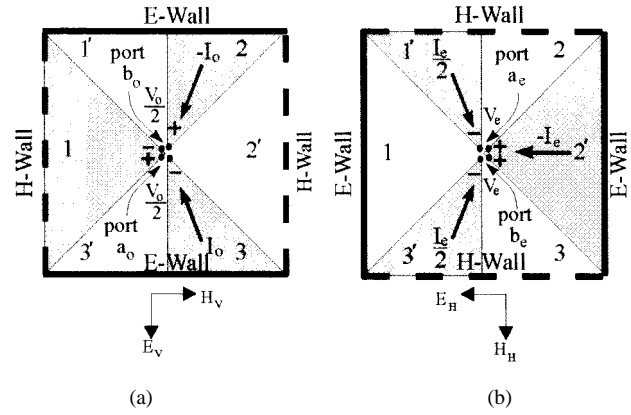 E-Wall
1'
port
b_o
-I_o
2
V_o
2
+
H-Wall
1
-
+
2'
H-Wall
V_o
2
-
port
a_o
3'
I_o
3
E-Wall
H_V
E_V
(a)
H-Wall
1'
I_e
2
port
a_e
2
-
V_e
E-Wall
1
+
+
-I_e
2'
E-Wall
-
V_e
I_e
2
port
b_e
3'
3
H-Wall
E_H
H_H
(b)